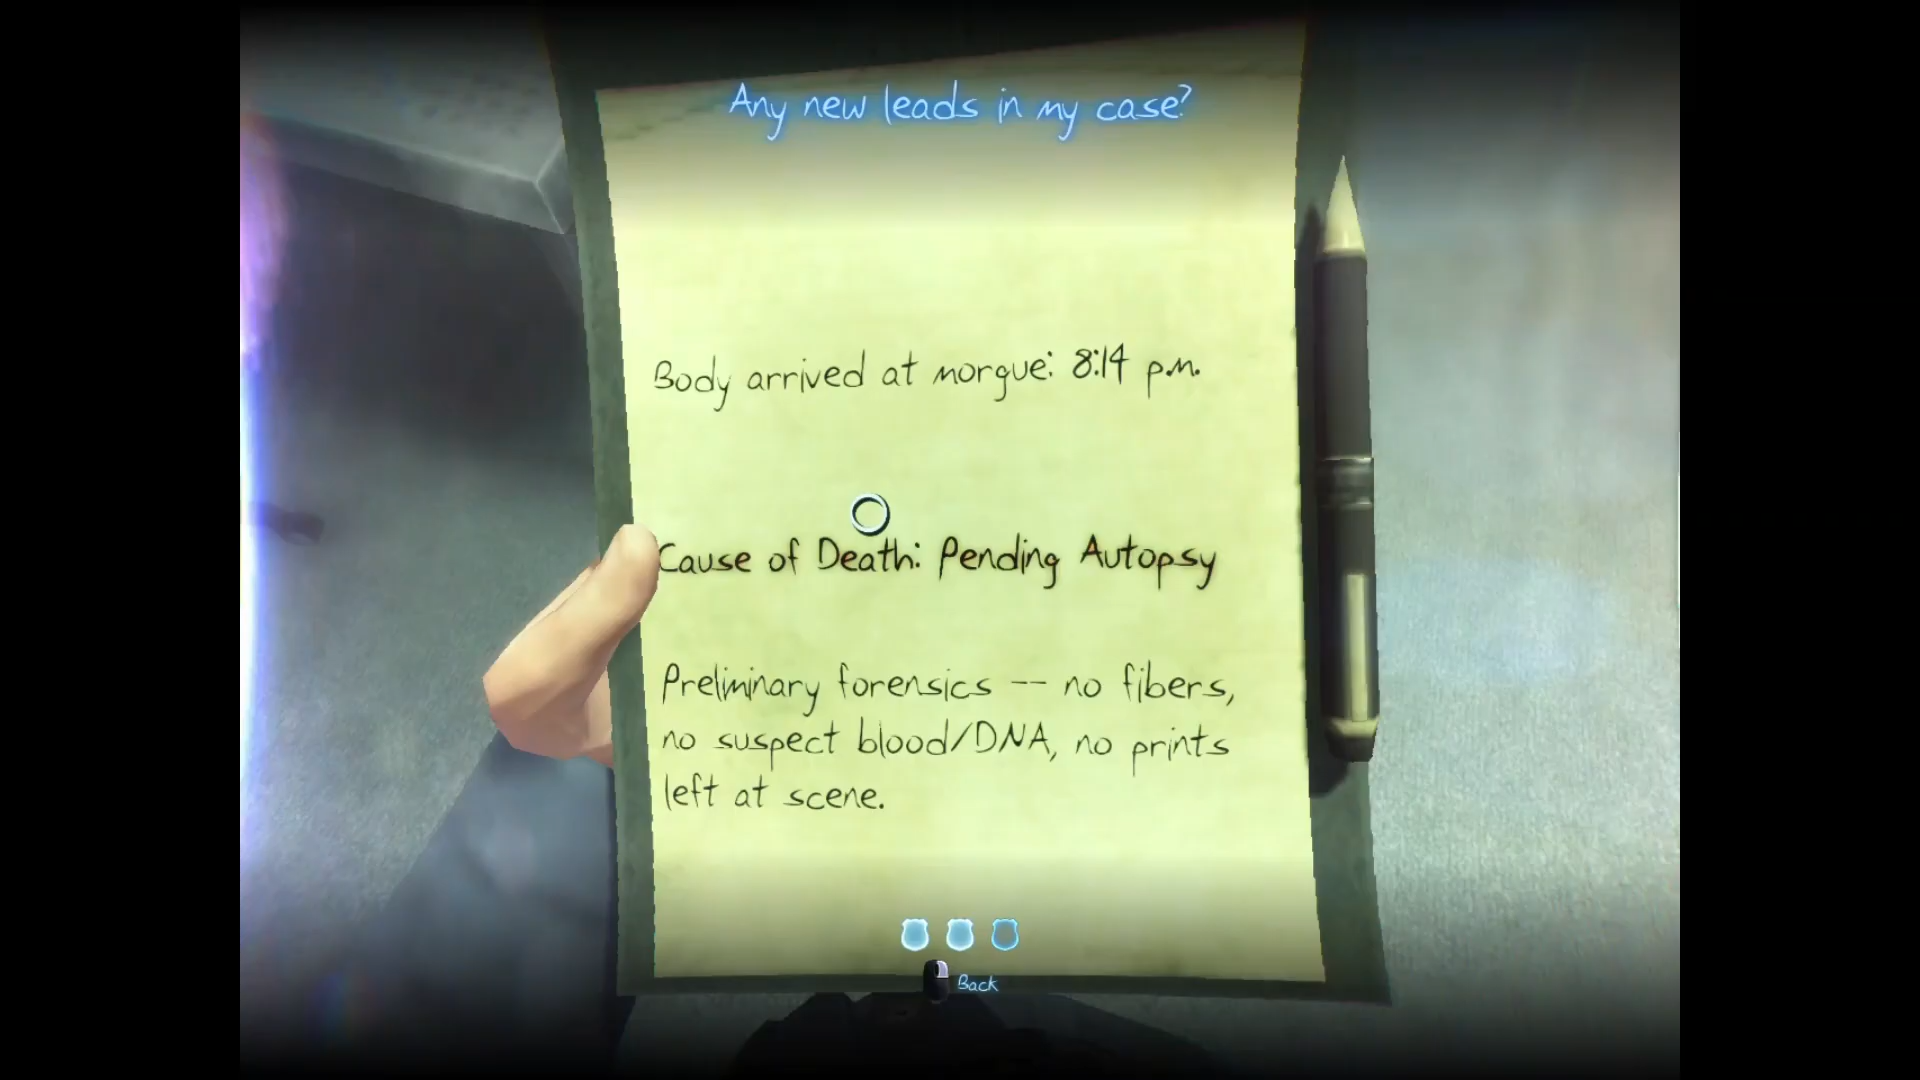 Any new leads in my case?
Body arrived at morgue: 8:14 p.m.
Cause of Death: Pending Autopsy
Preliminary forensics -- no fibers,
no suspect blood/DNA, no prints
left at scene.
Back